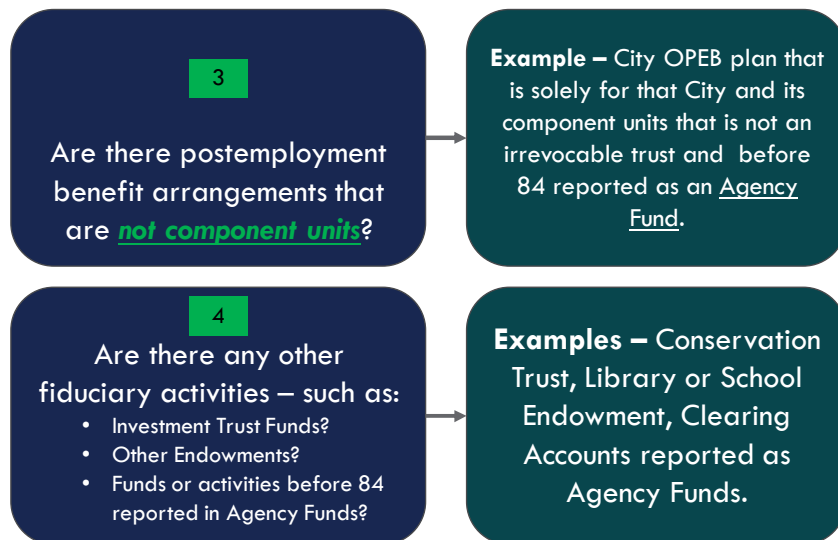 3
Are there postemployment
benefit arrangements that
are not component units?
Example – City OPEB plan that
is solely for that City and its
component units that is not an
irrevocable trust and before
84 reported as an Agency
Fund.
4
Are there any other
fiduciary activities – such as:
• Investment Trust Funds?
• Other Endowments?
• Funds or activities before 84
reported in Agency Funds?
Examples – Conservation
Trust, Library or School
Endowment, Clearing
Accounts reported as
Agency Funds.